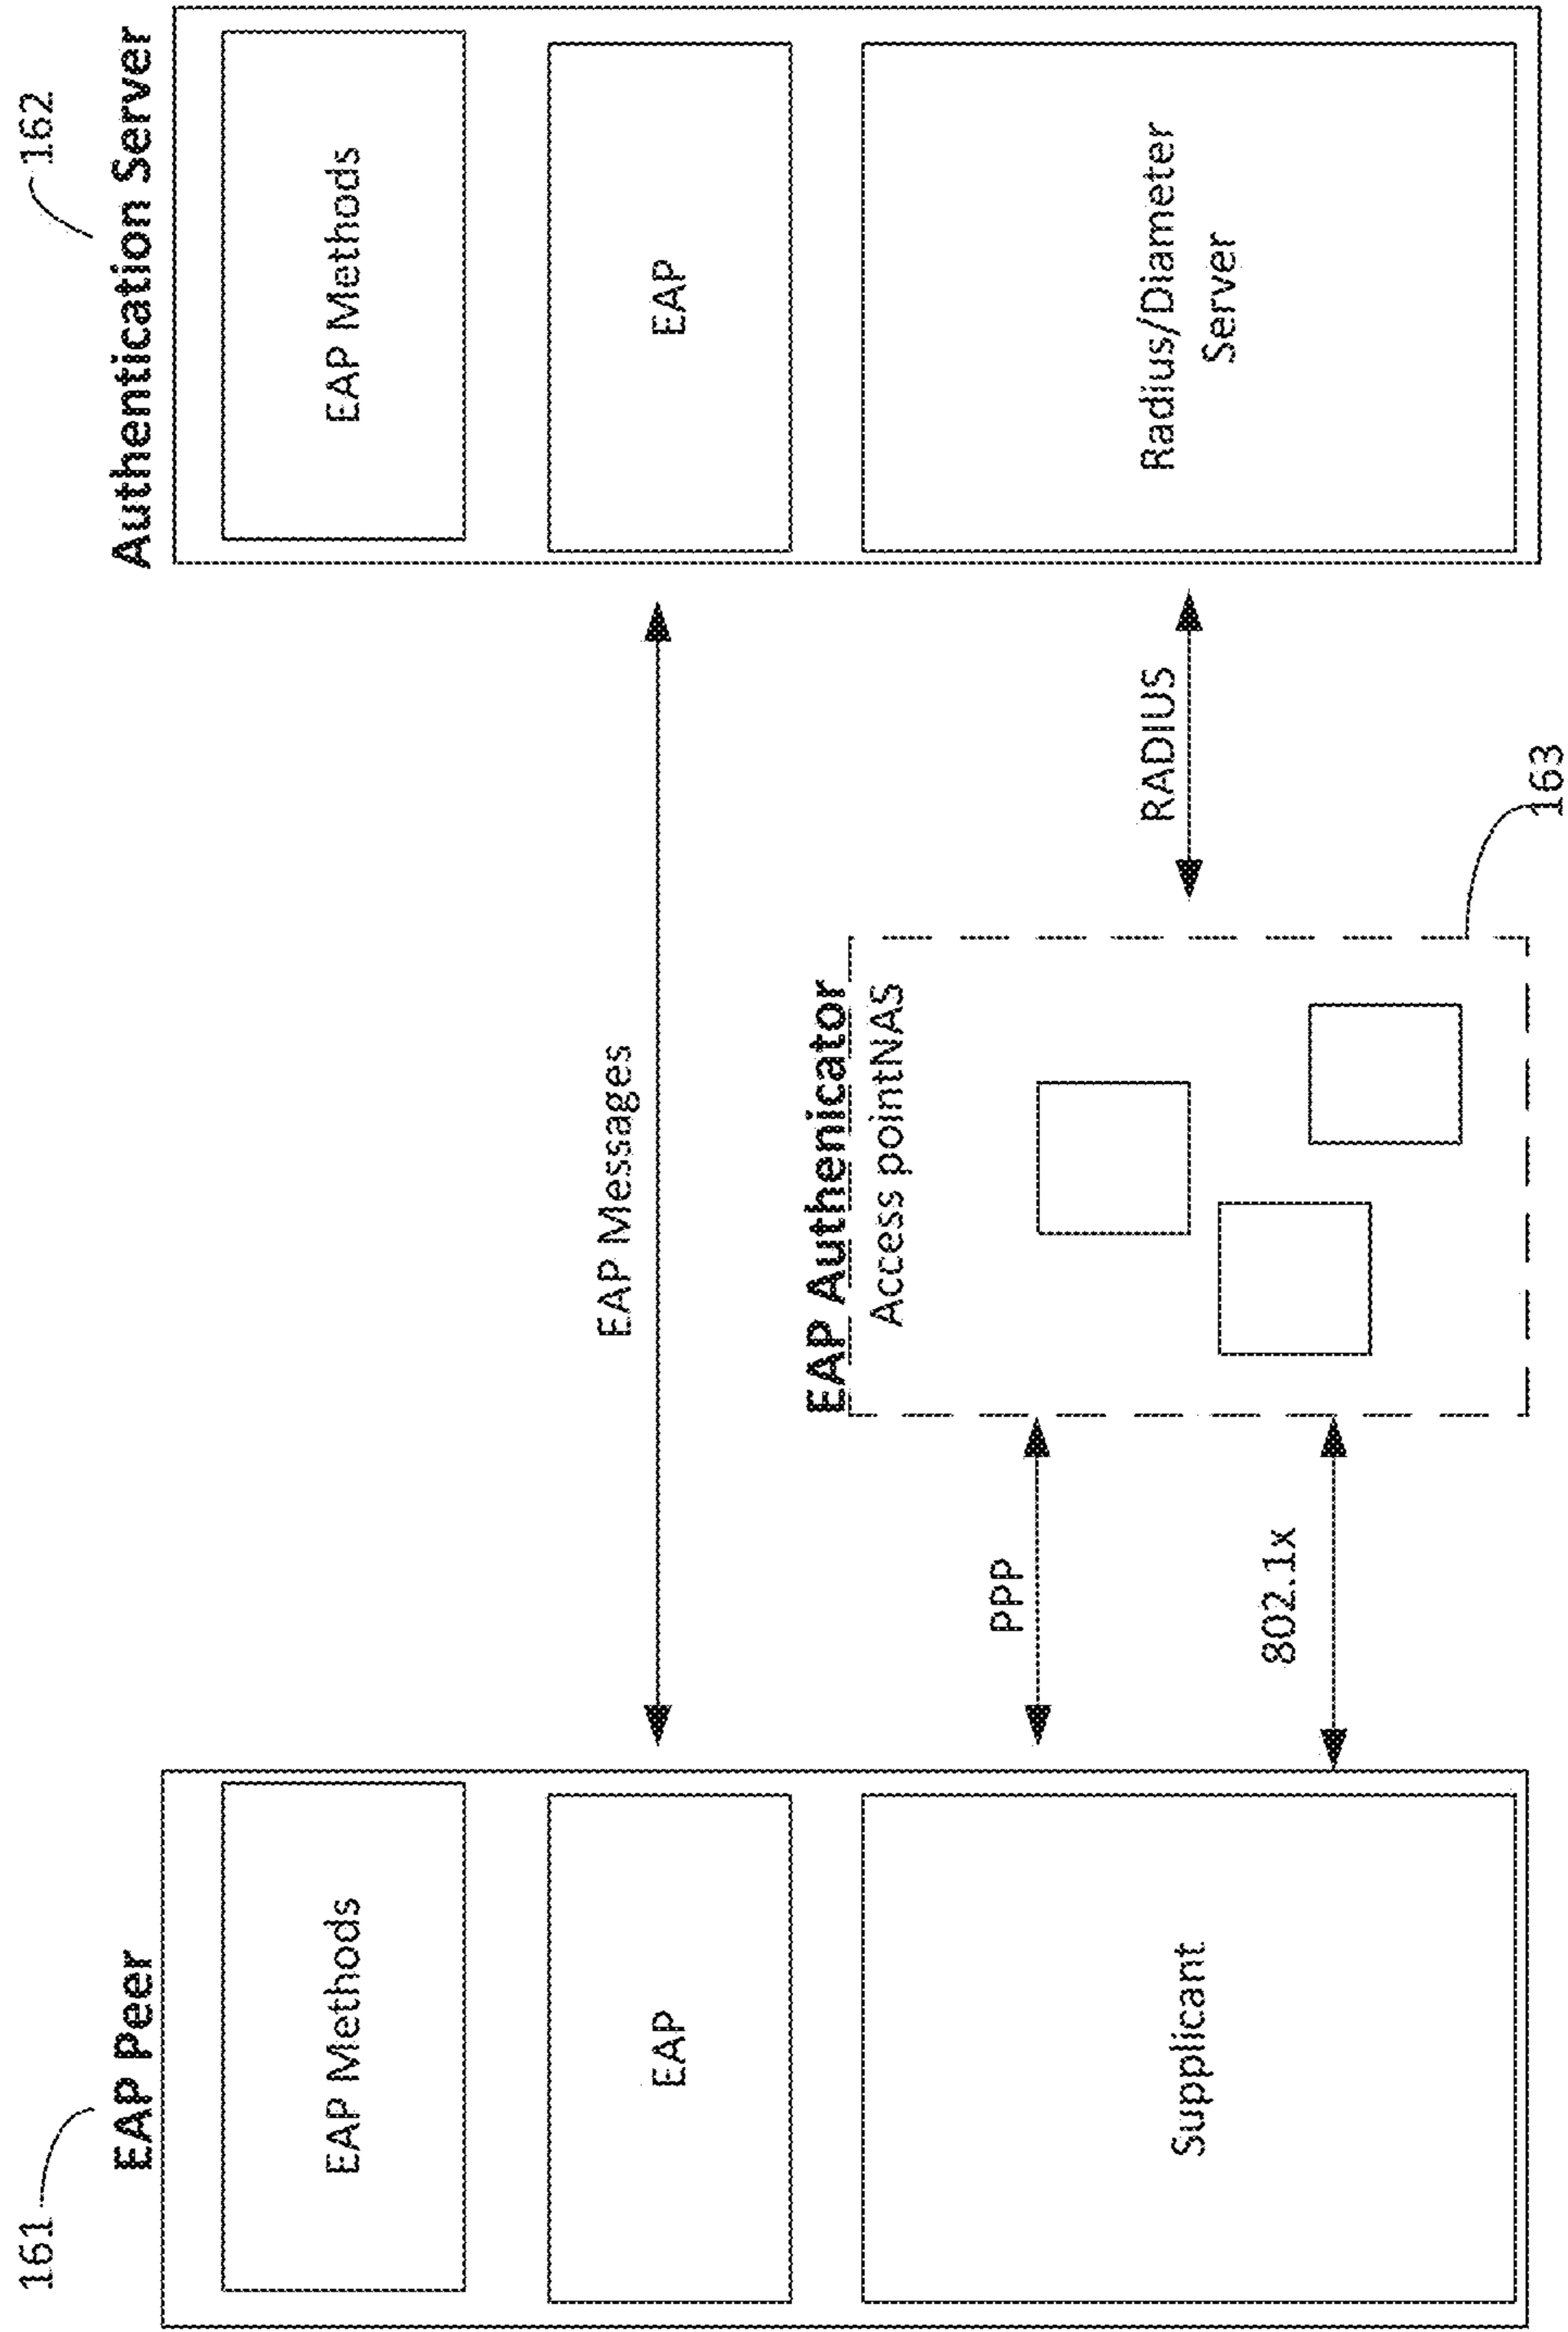 161
EAP Peer
EAP Methods
EAP
Supplicant
EAP Messages
PPP
802.1x
EAP Authenicator
Access pointNAS
163
RADIUS
162
Authentication Server
EAP Methods
EAP
Radius/Diameter
Server